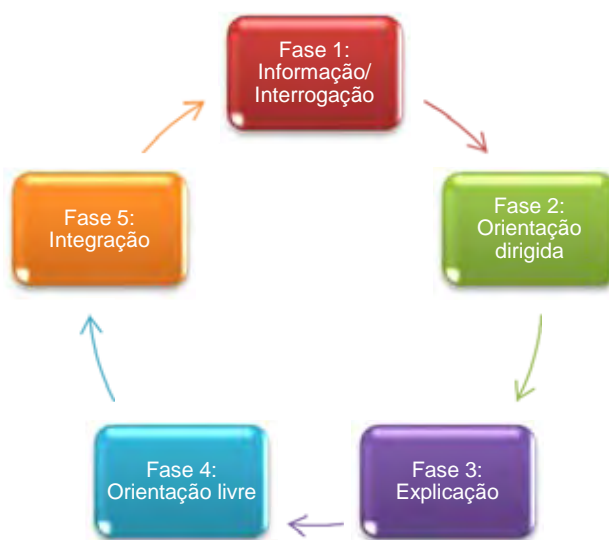 Fase 1:
Informação/
Interrogação
Fase 2:
Orientação
dirigida
Fase 3:
Explicação
Fase 4:
Orientação livre
Fase 5:
Integração